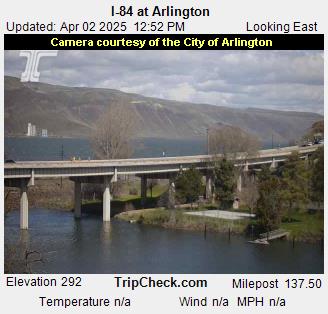 I-84 at Arlington
Updated: Apr 02 2025 12:52 PM Looking East
Camera courtesy of the City of Arlington
Elevation 292 TripCheck.com Milepost 137.50
Temperature n/a Wind n/a MPH n/a